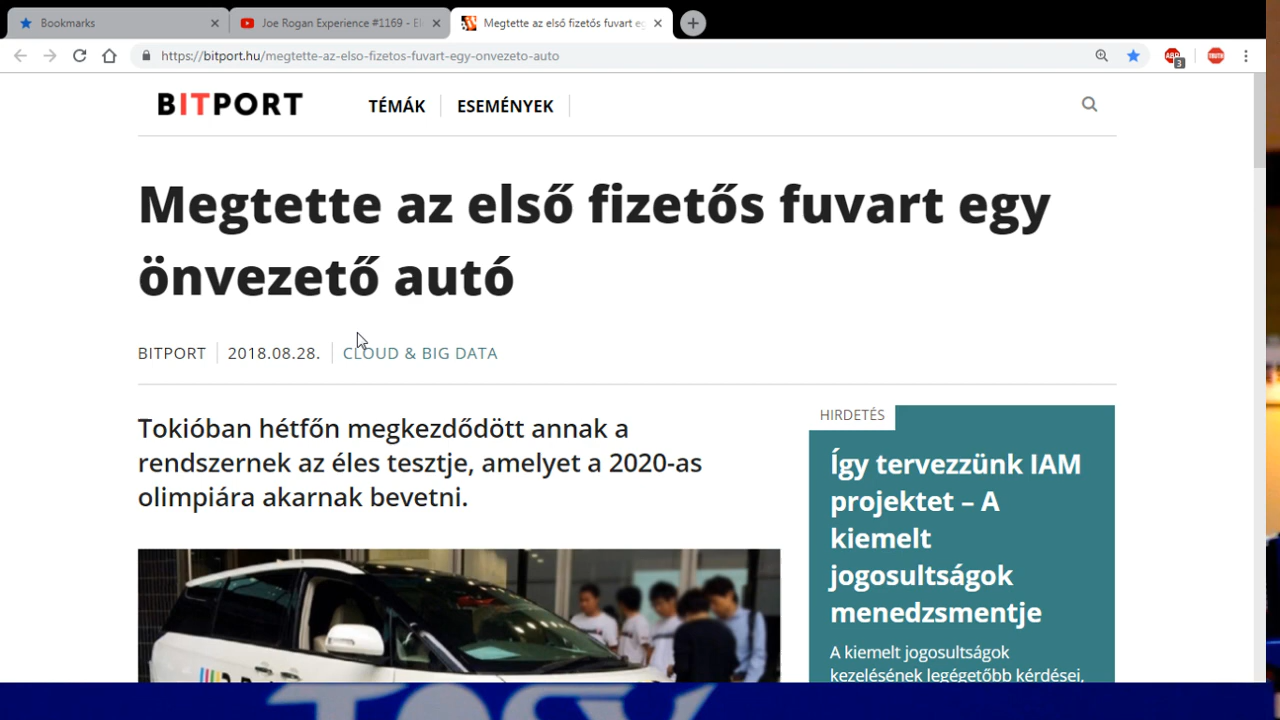 Bookmarks
Joe Rogan Experience #1169 - El
Megtette az első fizetős fuvart eg
https://bitport.hu/megtette-az-elso-fizetos-fuvart-egy-onvezeto-auto
ABP
3
TRUTH
BITPORT
TÉMÁK
ESEMÉNYEK
Megtette az első fizetős fuvart egy
önvezető autó
BITPORT
2018.08.28.
CLOUD & BIG DATA
Tokióban hétfőn megkezdődött annak a
rendszernek az éles tesztje, amelyet a 2020-as
olimpiára akarnak bevetni.
HIRDETÉS
Így tervezzünk IAM
projektet – A
kiemelt
jogosultságok
menedzsmentje
A kiemelt jogosultságok
kezelésének legégetőbb kérdései,